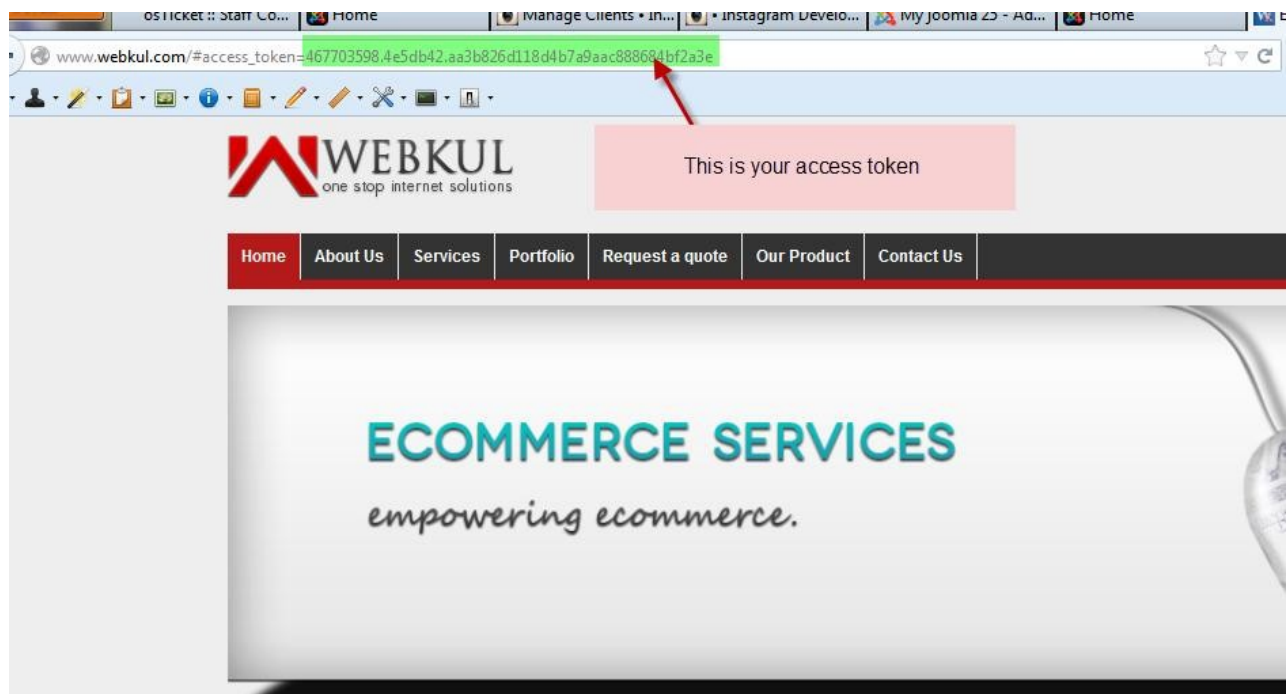 osTicket :: Staff Co... Home Manage Clients • In... • Instagram Develo... My Joomla 25 - Ad... Home
www.webkul.com/#access_token=467703598.4e5db42.aa3b826d118d4b7a9aac888684bf2a3e
WEBKUL
one stop internet solutions
This is your access token
Home About Us Services Portfolio Request a quote Our Product Contact Us
ECOMMERCE SERVICES
empowering ecommerce.